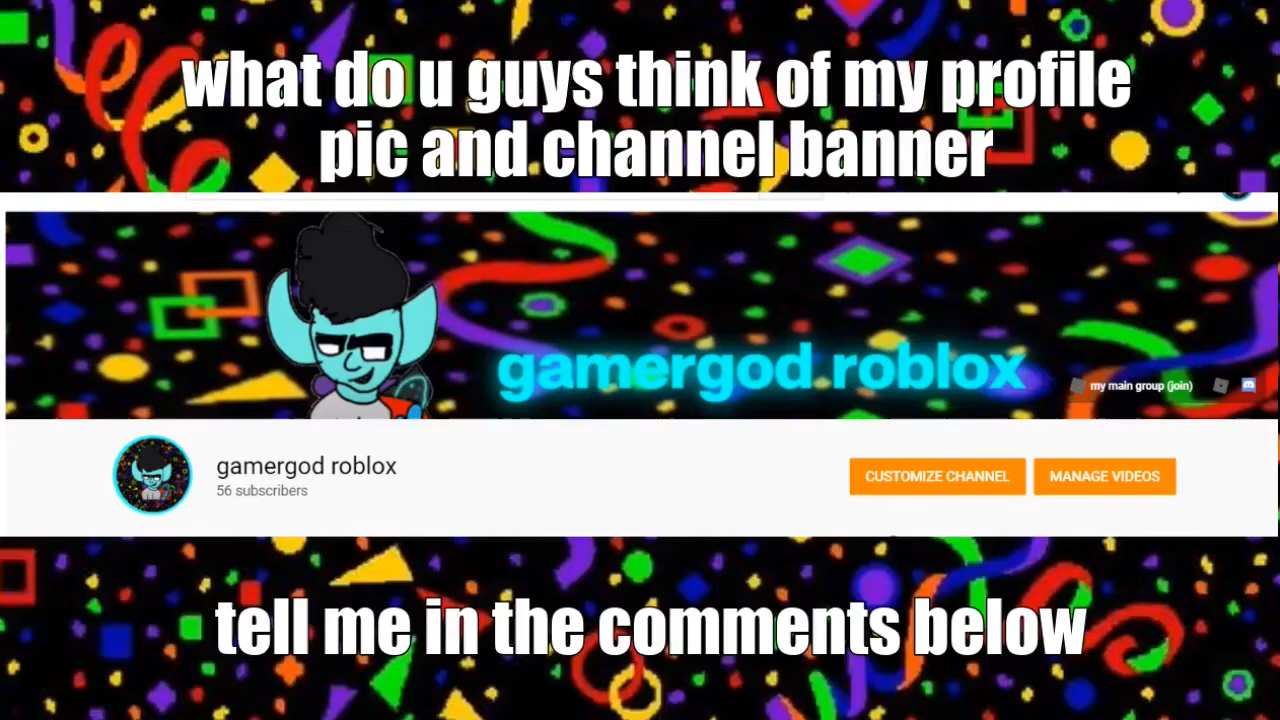 what do u guys think of my profile
pic and channel banner
gamergod roblox
my main group (join)
gamergod roblox
56 subscribers
CUSTOMIZE CHANNEL
MANAGE VIDEOS
tell me in the comments below